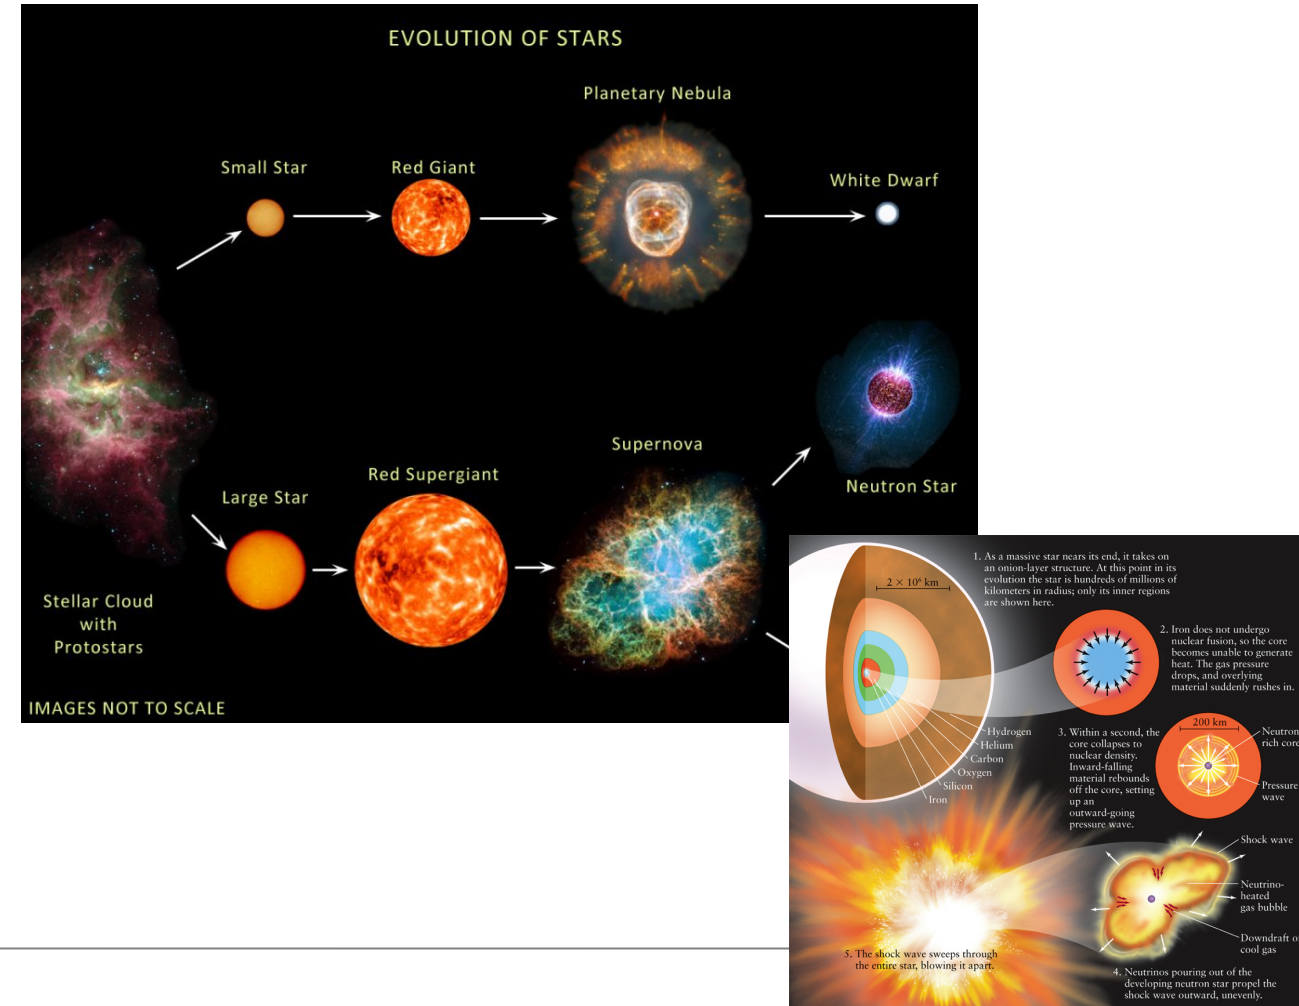 EVOLUTION OF STARS
Planetary Nebula
Small Star
Red Giant
White Dwarf
Supernova
Red Supergiant
Large Star
Neutron Star
Stellar Cloud
with
Protostars
IMAGES NOT TO SCALE
1. As a massive star nears its end, it takes on
an onion-layer structure. At this point in its
evolution the star is hundreds of millions of
kilometers in radius; only its inner regions
are shown here.
2 × 10⁶ km
2. Iron does not undergo
nuclear fusion, so the core
becomes unable to generate
heat. The gas pressure
drops, and overlying
material suddenly rushes in.
Hydrogen
Helium
Carbon
Oxygen
Silicon
Iron
3. Within a second, the
core collapses to
nuclear density.
Inward-falling
material rebounds
off the core, setting
up an
outward-going
pressure wave.
200 km
Neutron
rich core
Pressure
wave
Shock wave
Neutrino-
heated
gas bubble
Downdraft of
cool gas
4. Neutrinos pouring out of the
developing neutron star propel the
shock wave outward, unevenly.
5. The shock wave sweeps through
the entire star, blowing it apart.